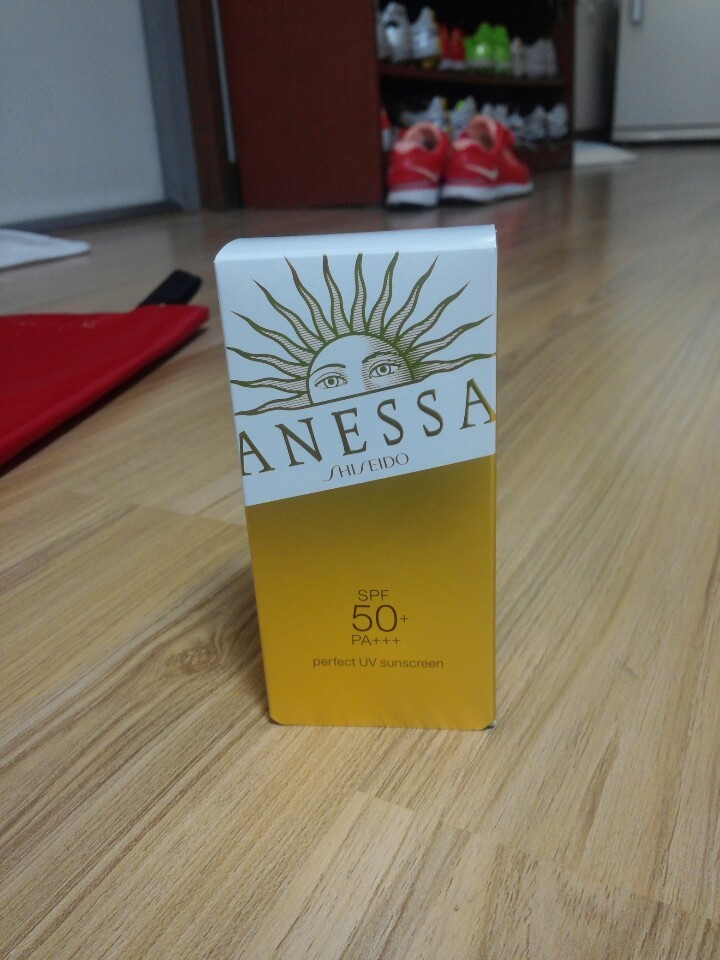 ANESSA
SHISEIDO
SPF
50+
PA+++
perfect UV sunscreen